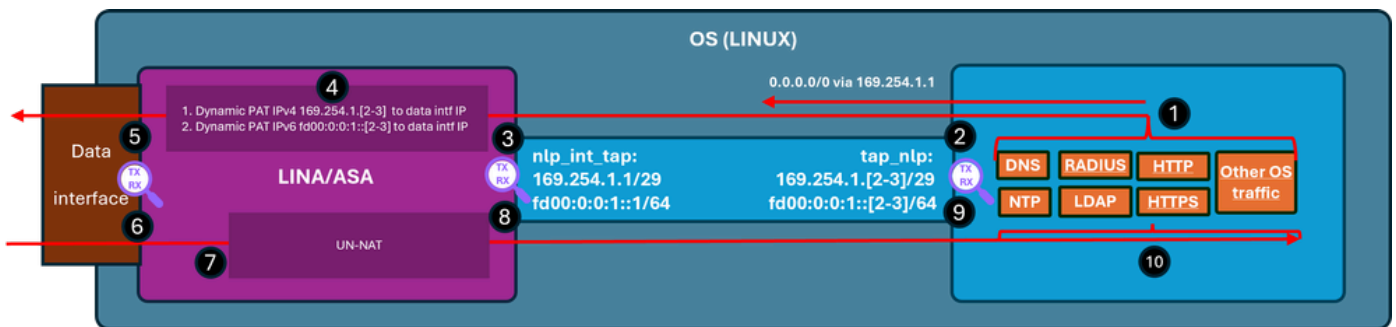 OS (LINUX)
0.0.0.0/0 via 169.254.1.1
4
1. Dynamic PAT IPv4 169.254.1.[2-3] to data intf IP
2. Dynamic PAT IPv6 fd00:0:0:1::[2-3] to data intf IP
1
5
3
2
Data
interface
TX
RX
LINA/ASA
TX
RX
nlp_int_tap:
169.254.1.1/29
fd00:0:0:1::1/64
tap_nlp:
169.254.1.[2-3]/29
fd00:0:0:1::[2-3]/64
TX
RX
DNS
RADIUS
HTTP
Other OS
traffic
NTP
LDAP
HTTPS
6
8
9
7
UN-NAT
10